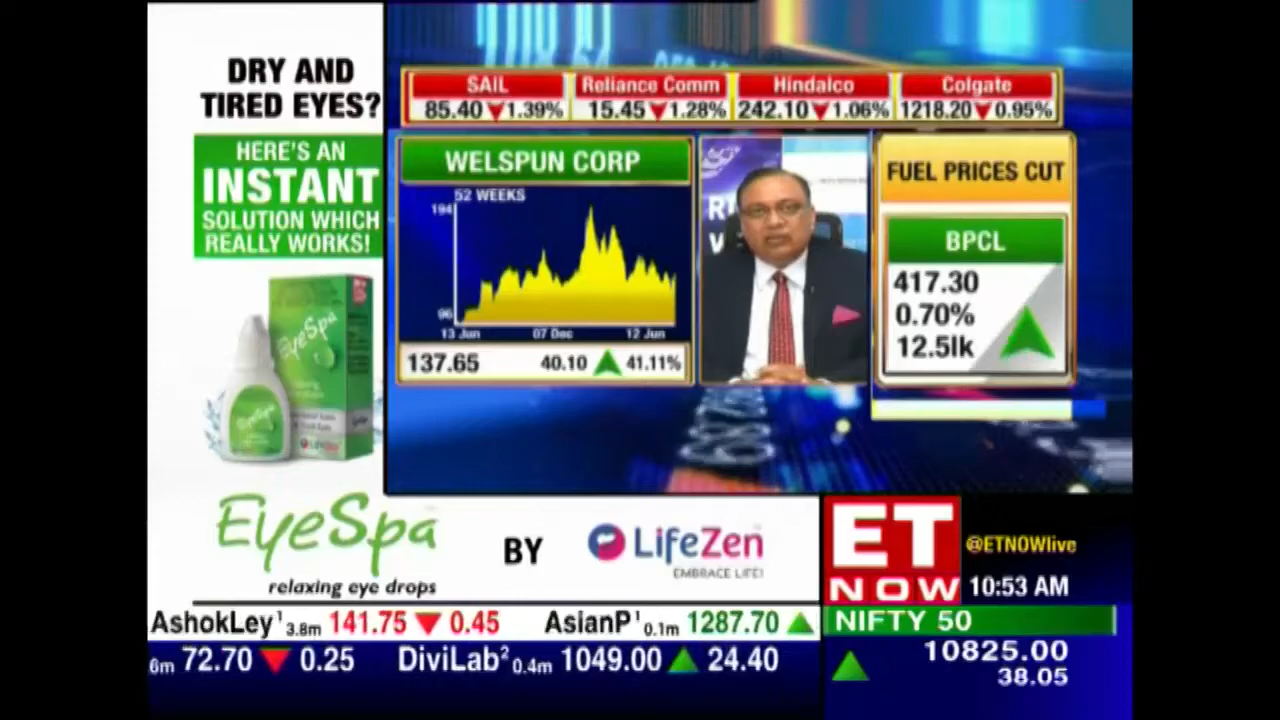 DRY AND
TIRED EYES?
HERE'S AN
INSTANT
SOLUTION WHICH
REALLY WORKS!
EyeSpa
EyeSpa
LifeZen
SAIL
85.40 1.39%
Reliance Comm
15.45 1.28%
Hindalco
242.10 1.06%
Colgate
1218.20 0.95%
WELSPUN CORP
52 WEEKS
194
96
13 Jun 07 Dec 12 Jun
137.65 40.10 41.11%
FUEL PRICES CUT
BPCL
417.30
0.70%
12.5lk
EyeSpa
relaxing eye drops
BY
LifeZen
EMBRACE LIFE!
ET
NOW
@ETNOWlive
10:53 AM
AshokLey¹ 3.8m 141.75 0.45 AsianP¹ 0.1m 1287.70
6m 72.70 0.25 DiviLab² 0.4m 1049.00 24.40
NIFTY 50
10825.00
38.05